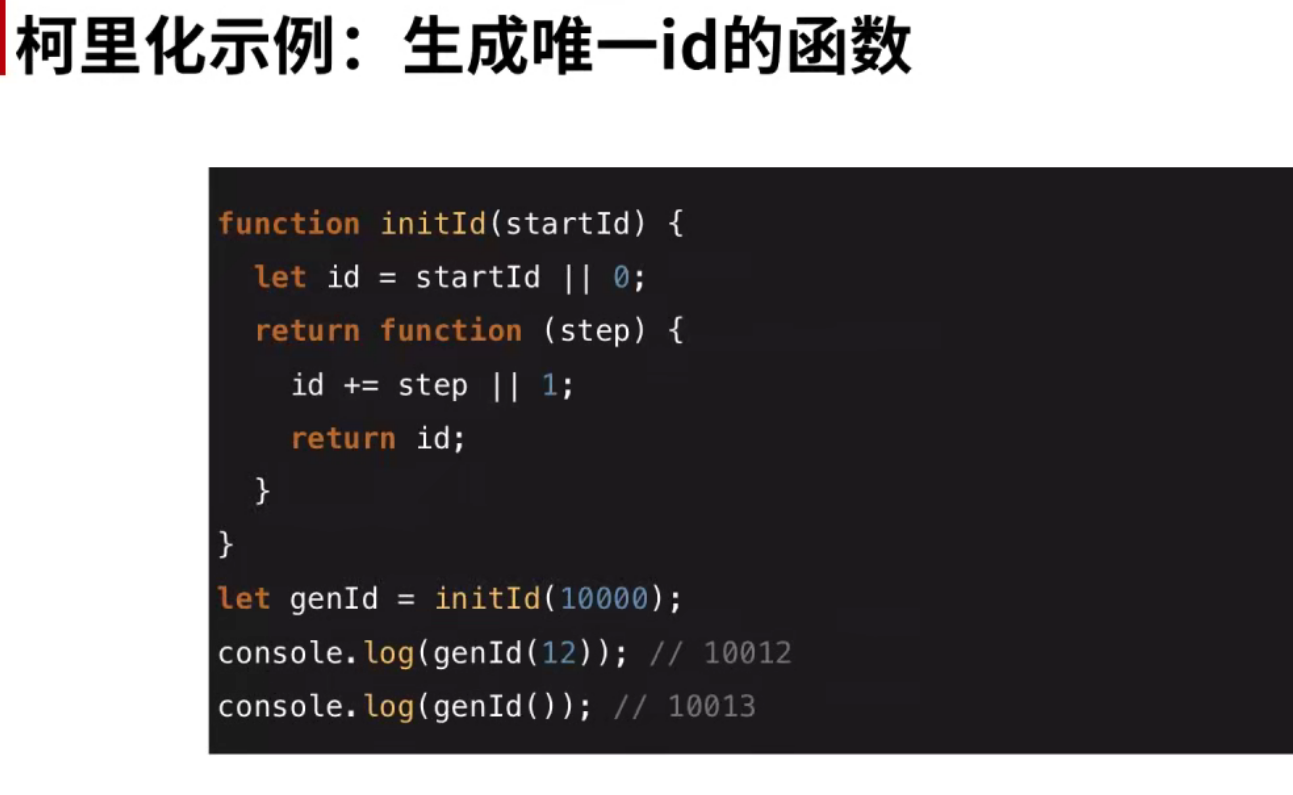 柯里化示例：生成唯一id的函数
function initId(startId) {
  let id = startId || 0;
  return function (step) {
    id += step || 1;
    return id;
  }
}
let genId = initId(10000);
console.log(genId(12)); // 10012
console.log(genId()); // 10013